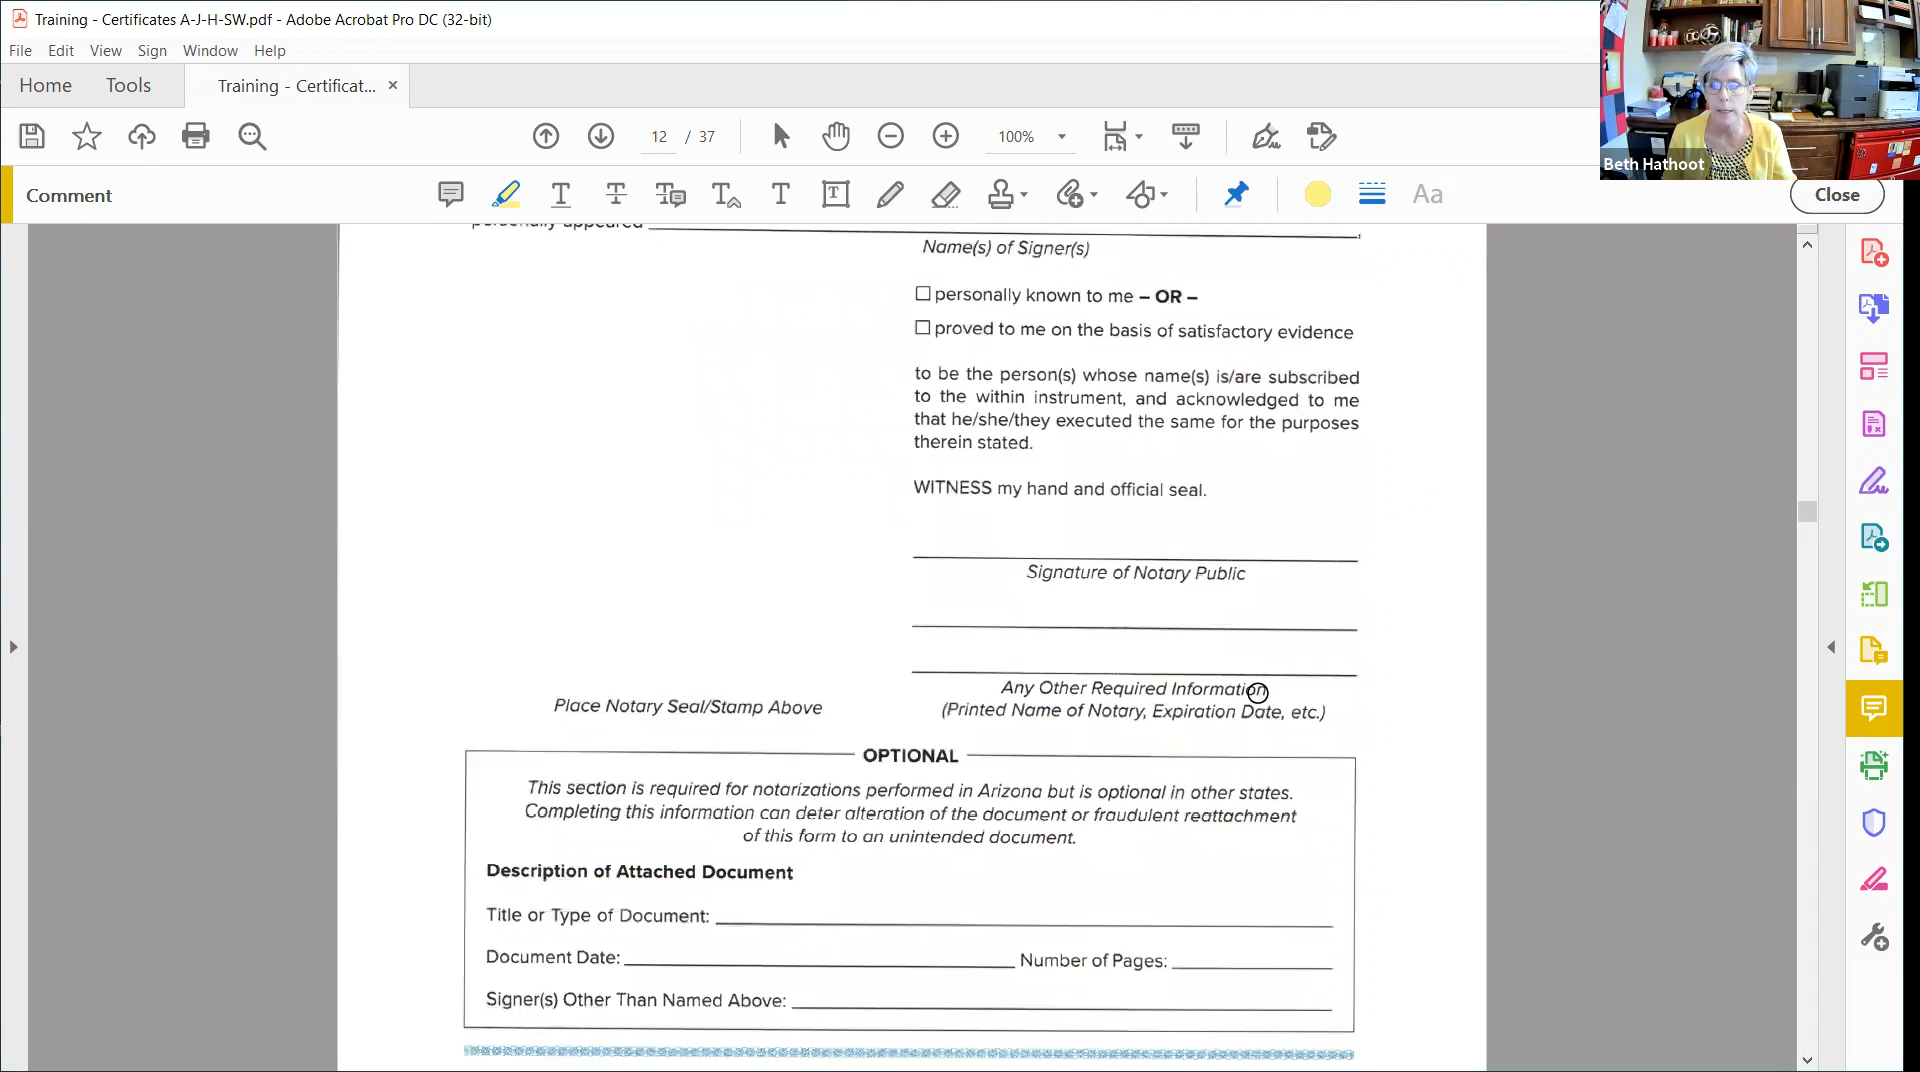 Training - Certificates A-J-H-SW.pdf - Adobe Acrobat Pro DC (32-bit)
File Edit View Sign Window Help
Home Tools Training - Certificat... ×
12 / 37 100%
Beth Hathoot
Comment
Aa
Close
personally appeared
Name(s) of Signer(s)
personally known to me – OR –
proved to me on the basis of satisfactory evidence
to be the person(s) whose name(s) is/are subscribed
to the within instrument, and acknowledged to me
that he/she/they executed the same for the purposes
therein stated.
WITNESS my hand and official seal.
Signature of Notary Public
Any Other Required Information
(Printed Name of Notary, Expiration Date, etc.)
Place Notary Seal/Stamp Above
OPTIONAL
This section is required for notarizations performed in Arizona but is optional in other states.
Completing this information can deter alteration of the document or fraudulent reattachment
of this form to an unintended document.
Description of Attached Document
Title or Type of Document:
Document Date: Number of Pages:
Signer(s) Other Than Named Above: